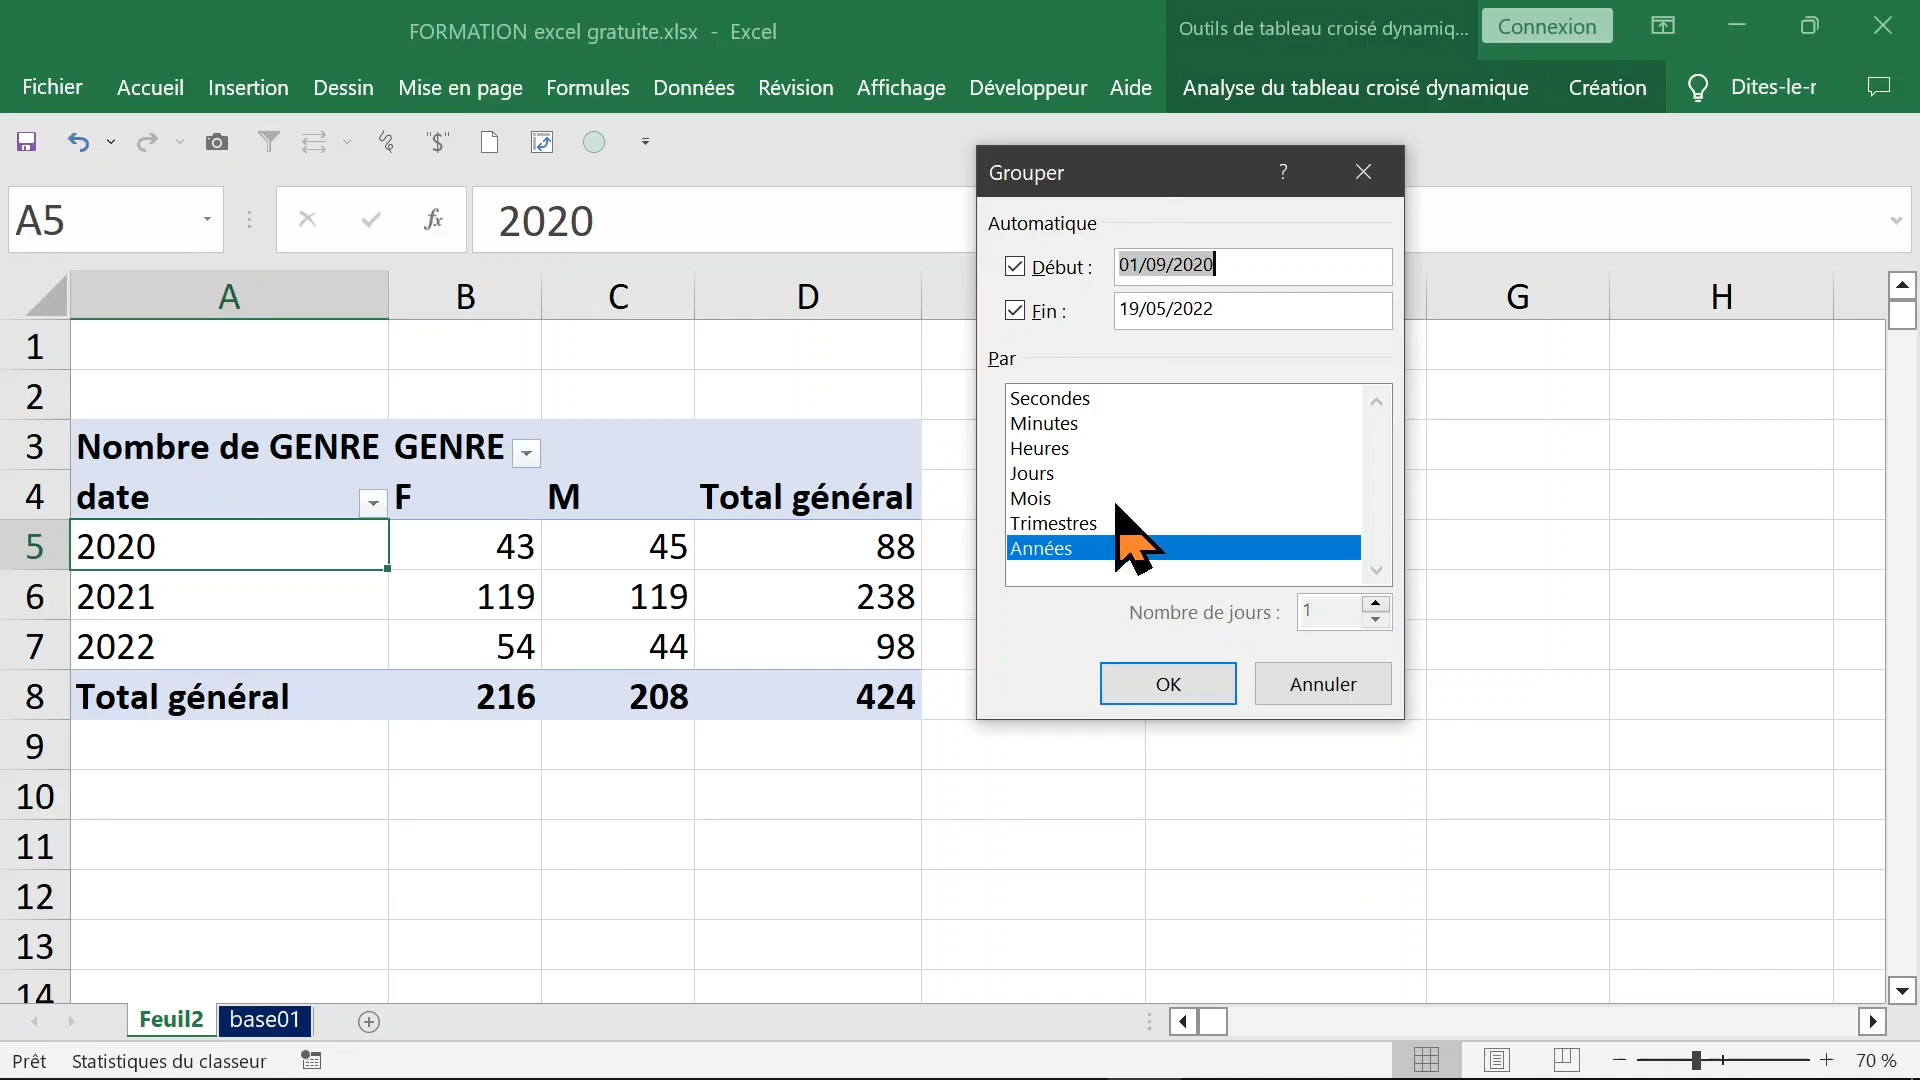 FORMATION excel gratuite.xlsx - Excel
Outils de tableau croisé dynamiq...
Connexion
Fichier Accueil Insertion Dessin Mise en page Formules Données Révision Affichage Développeur Aide Analyse du tableau croisé dynamique Création Dites-le-r
"$"
A5 fx 2020
A B C D G H
1
2
3 Nombre de GENRE GENRE
4 date F M Total général
5 2020 43 45 88
6 2021 119 119 238
7 2022 54 44 98
8 Total général 216 208 424
9
10
11
12
13
14
Grouper ?
Automatique
Début : 01/09/2020
Fin : 19/05/2022
Par
Secondes
Minutes
Heures
Jours
Mois
Trimestres
Années
Nombre de jours : 1
OK Annuler
Feuil2 base01
Prêt Statistiques du classeur 70 %